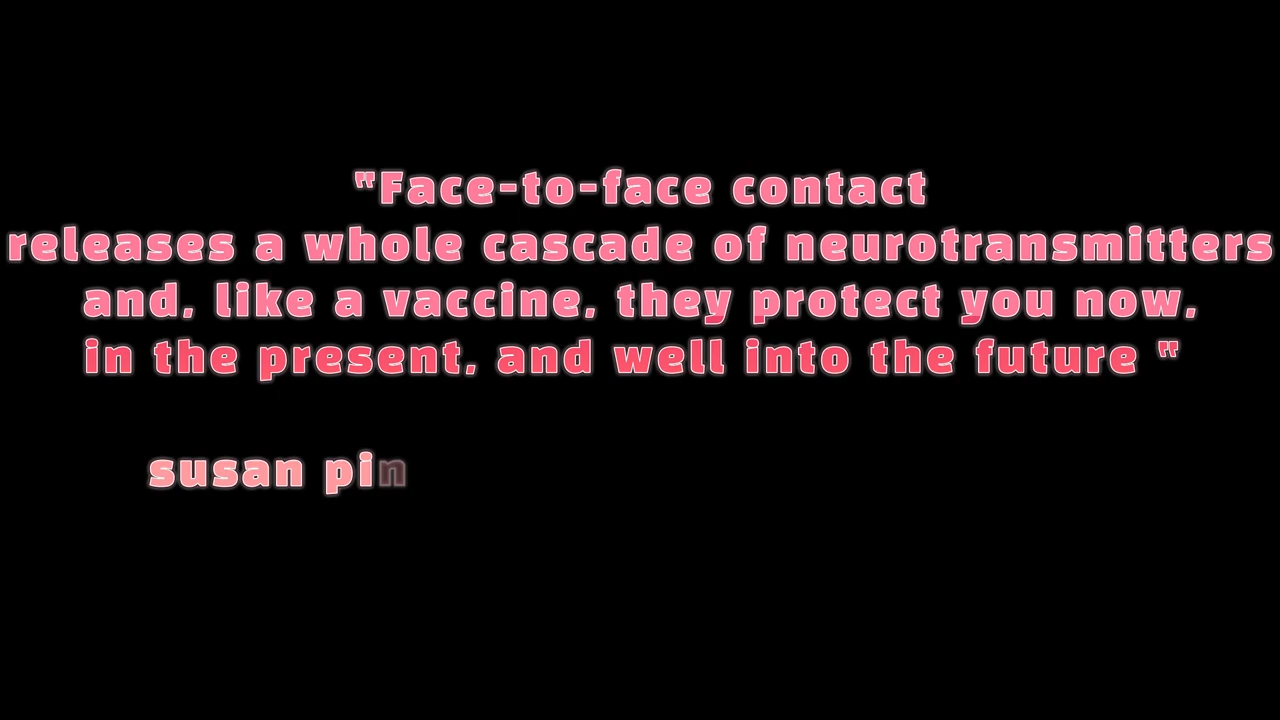 "Face-to-face contact
releases a whole cascade of neurotransmitters
and, like a vaccine, they protect you now,
in the present, and well into the future "
susan pin